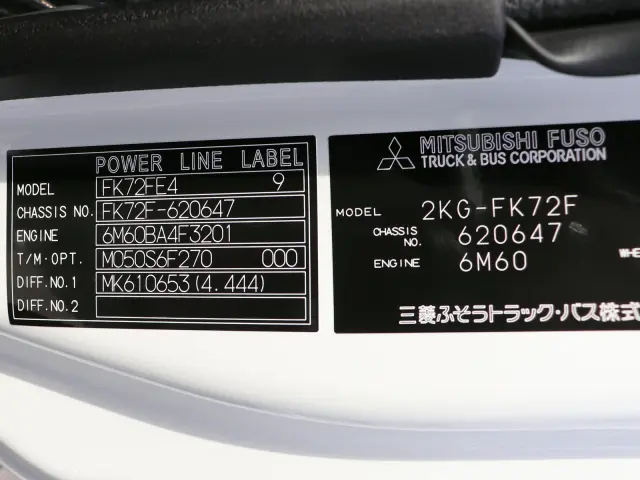 POWER LINE LABEL
MODEL FK72FE4 9
CHASSIS NO. FK72F-620647
ENGINE 6M60BA4F3201
T/M·OPT. M050S6F270 000
DIFF.NO.1 MK610653(4.444)
DIFF.NO.2
MITSUBISHI FUSO
TRUCK & BUS CORPORATION
MODEL 2KG-FK72F
CHASSIS NO. 620647
ENGINE 6M60
WHE
三菱ふそうトラック・バス株式